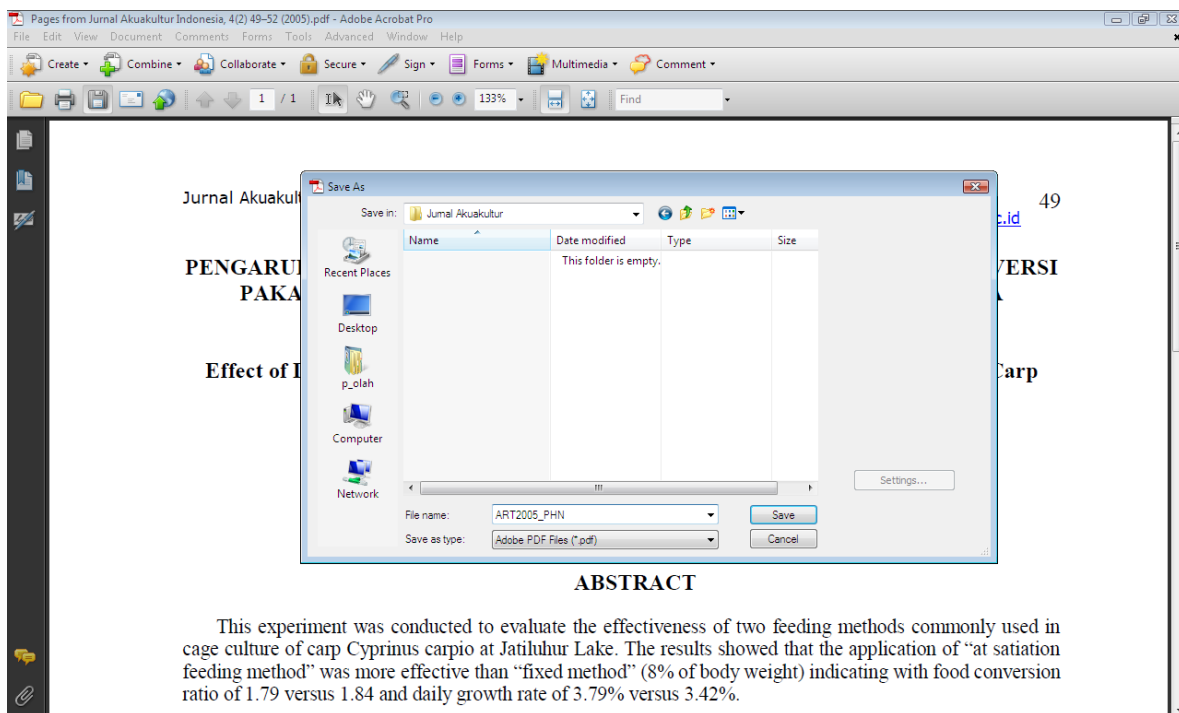 Pages from Jurnal Akuakultur Indonesia, 4(2) 49–52 (2005).pdf - Adobe Acrobat Pro
File Edit View Document Comments Forms Tools Advanced Window Help
Create Combine Collaborate Secure Sign Forms Multimedia Comment
1 / 1 133% Find
Jurnal Akuakult 49
c.id
PENGARU VERSI
PAKA A
Effect of Carp
Save As
Save in: Jurnal Akuakultur
Name Date modified Type Size
This folder is empty.
Recent Places
Desktop
p_olah
Computer
Network
Settings...
File name: ART2005_PHN Save
Save as type: Adobe PDF Files (*.pdf) Cancel
ABSTRACT
This experiment was conducted to evaluate the effectiveness of two feeding methods commonly used in
cage culture of carp Cyprinus carpio at Jatiluhur Lake. The results showed that the application of “at satiation
feeding method” was more effective than “fixed method” (8% of body weight) indicating with food conversion
ratio of 1.79 versus 1.84 and daily growth rate of 3.79% versus 3.42%.